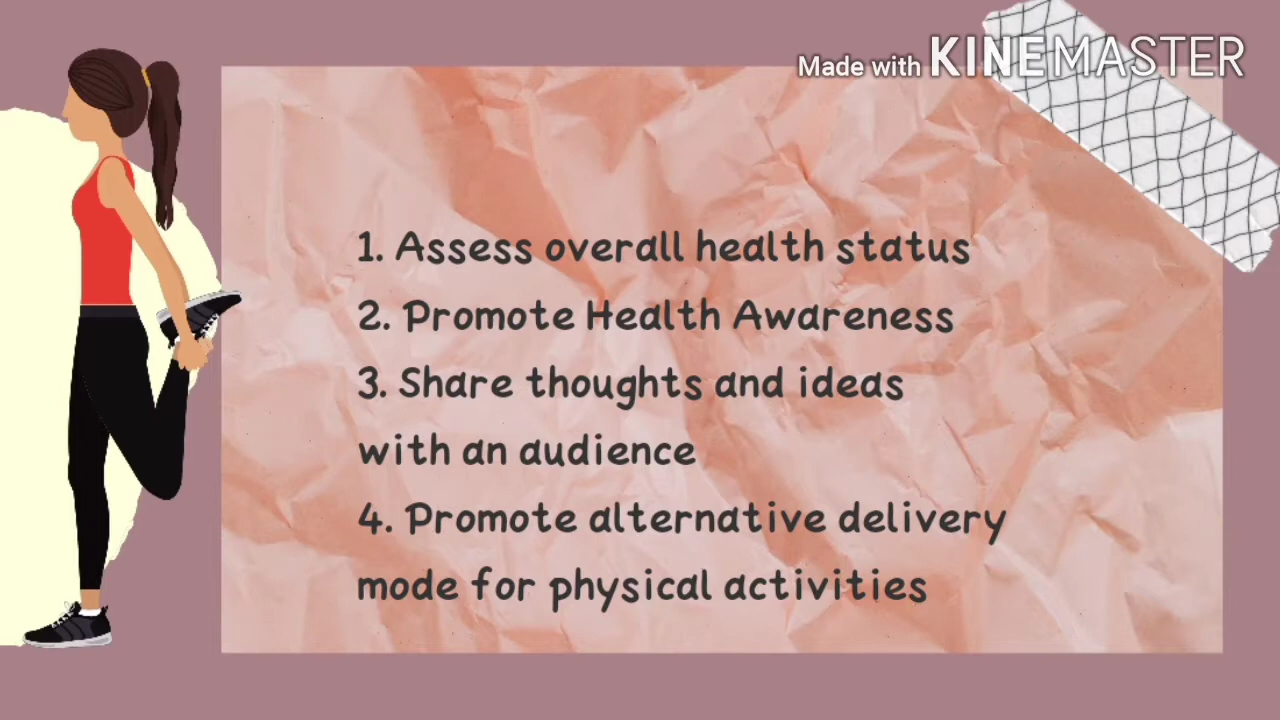 Made with KINEMASTER
1. Assess overall health status
2. Promote Health Awareness
3. Share thoughts and ideas
with an audience
4. Promote alternative delivery
mode for physical activities